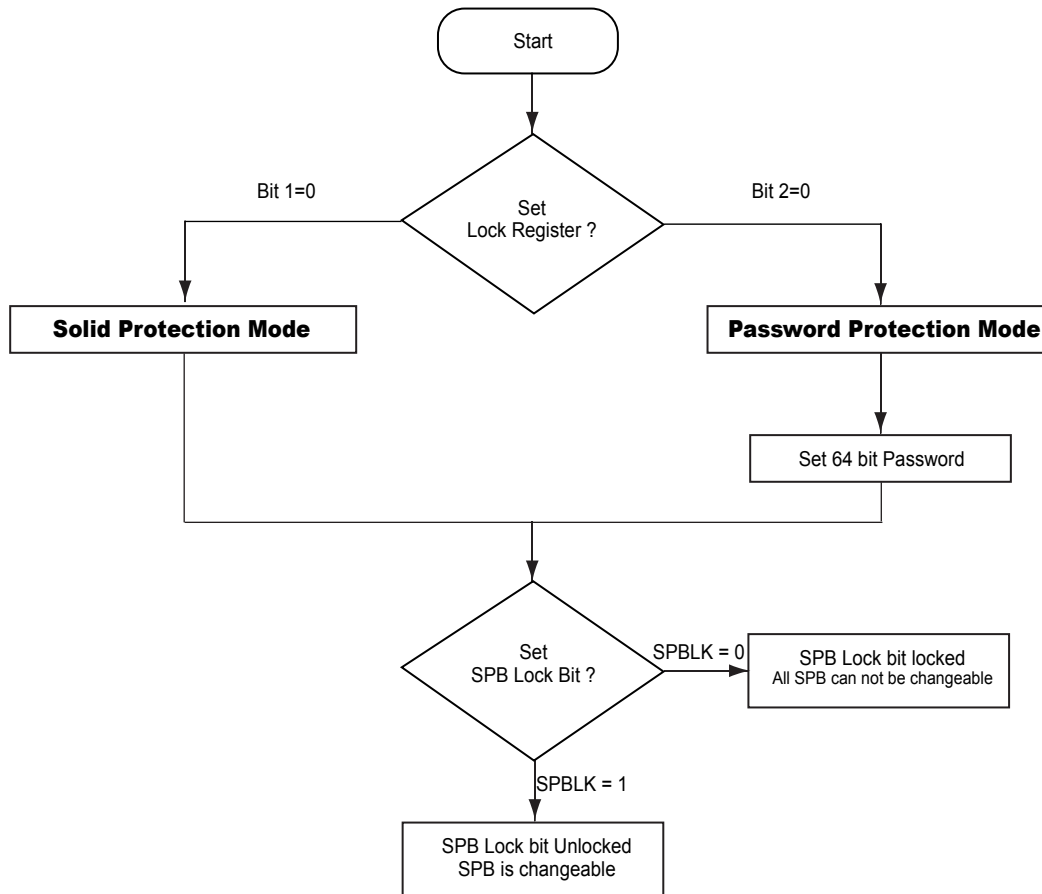 Start
Bit 1=0
Bit 2=0
Set
Lock Register ?
Solid Protection Mode
Password Protection Mode
Set 64 bit Password
Set
SPB Lock Bit ?
SPBLK = 0
SPB Lock bit locked
All SPB can not be changeable
SPBLK = 1
SPB Lock bit Unlocked
SPB is changeable